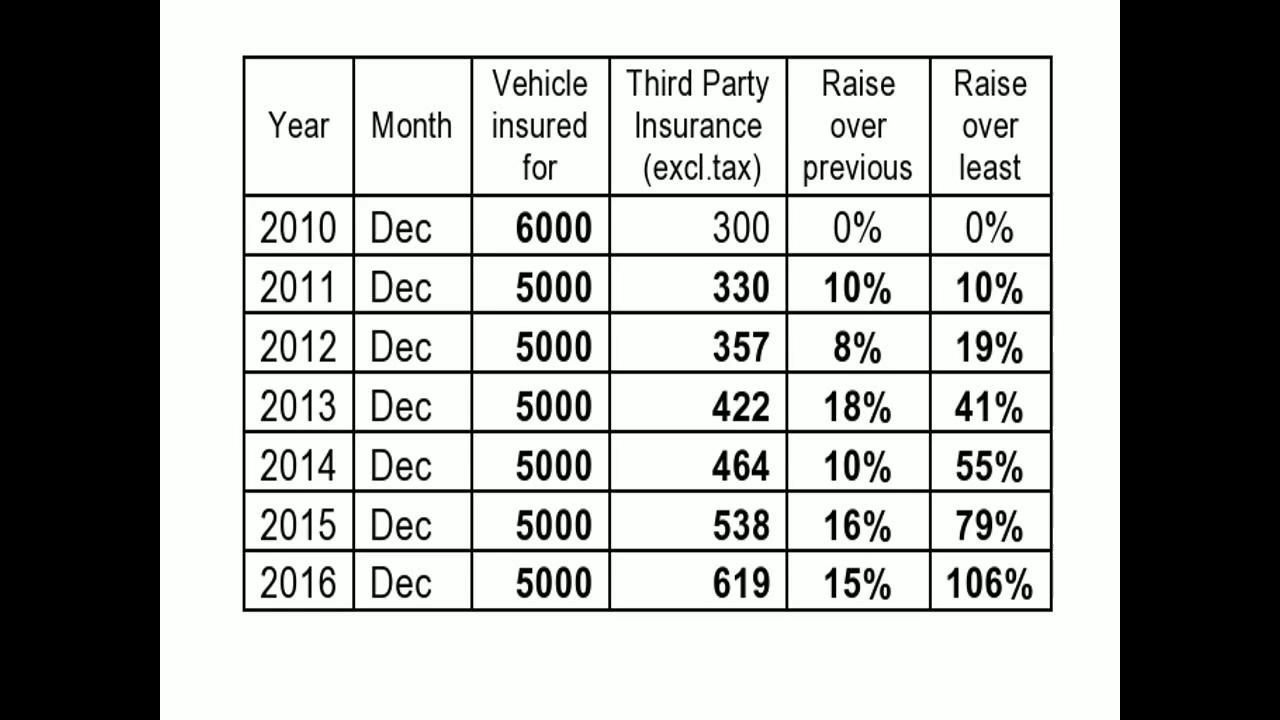 Year Month Vehicle insured for Third Party Insurance (excl.tax) Raise over previous Raise over least
2010 Dec 6000 300 0% 0%
2011 Dec 5000 330 10% 10%
2012 Dec 5000 357 8% 19%
2013 Dec 5000 422 18% 41%
2014 Dec 5000 464 10% 55%
2015 Dec 5000 538 16% 79%
2016 Dec 5000 619 15% 106%